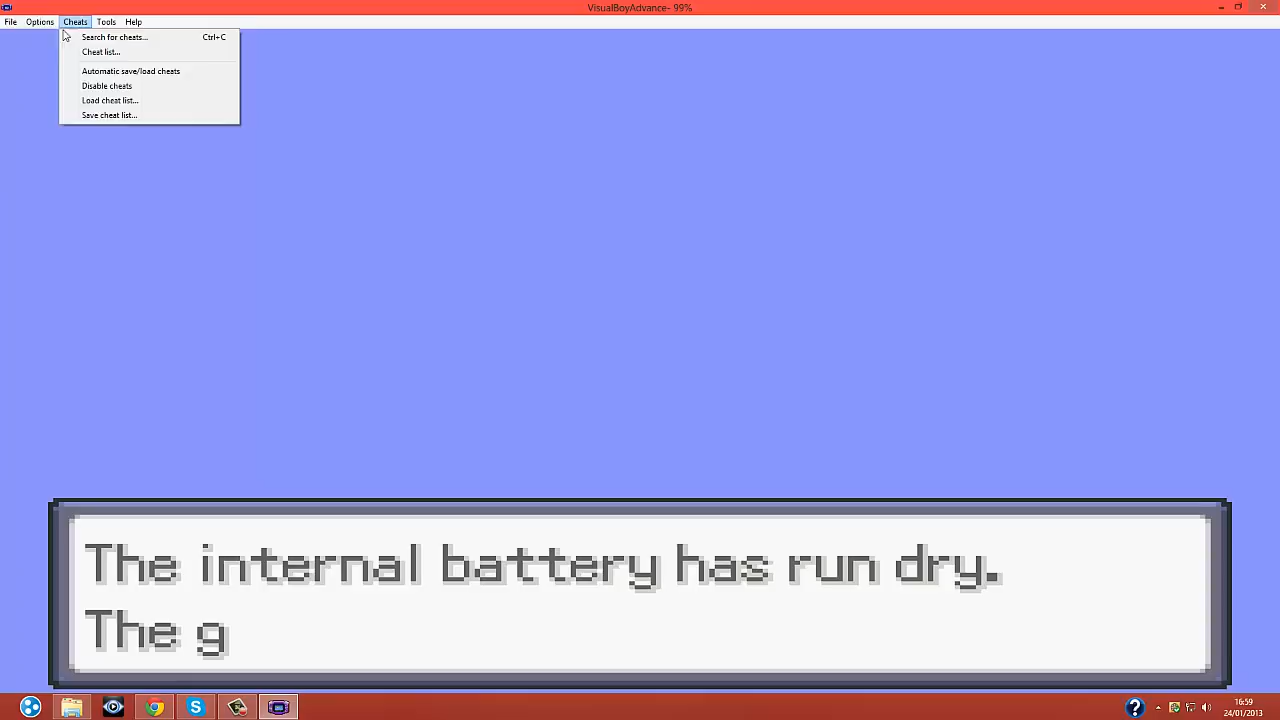 VisualBoyAdvance- 99%
File Options Cheats Tools Help
Search for cheats... Ctrl+C
Cheat list...
Automatic save/load cheats
Disable cheats
Load cheat list...
Save cheat list...
The internal battery has run dry.
The g
16:59
24/01/2013